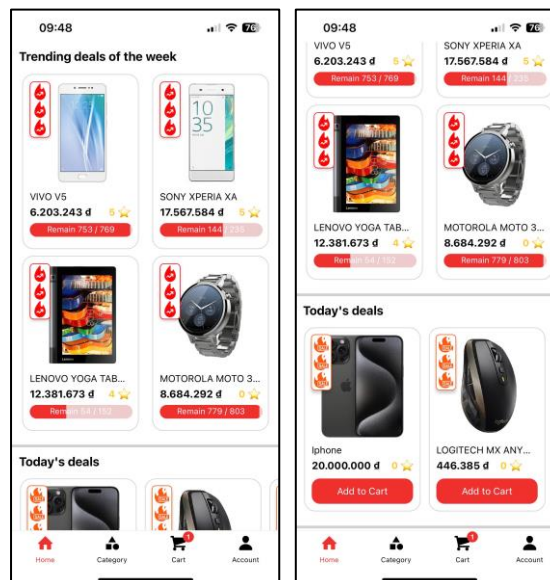 09:48
76
Trending deals of the week
VIVO V5
SONY XPERIA XA
6.203.243 đ 5
17.567.584 đ 5
Remain 753 / 769
Remain 144 / 235
10
35
LENOVO YOGA TAB...
MOTOROLA MOTO 3...
12.381.673 đ 4
8.684.292 đ 0
Remain 54 / 152
Remain 779 / 803
Today's deals
Home
Category
Cart
1
Account
09:48
76
VIVO V5
SONY XPERIA XA
6.203.243 đ 5
17.567.584 đ 5
Remain 753 / 769
Remain 144 / 235
LENOVO YOGA TAB...
MOTOROLA MOTO 3...
12.381.673 đ 4
8.684.292 đ 0
Remain 54 / 152
Remain 779 / 803
Today's deals
Iphone
LOGITECH MX ANY...
20.000.000 đ 0
446.385 đ 0
Add to Cart
Add to Cart
Home
Category
Cart
1
Account